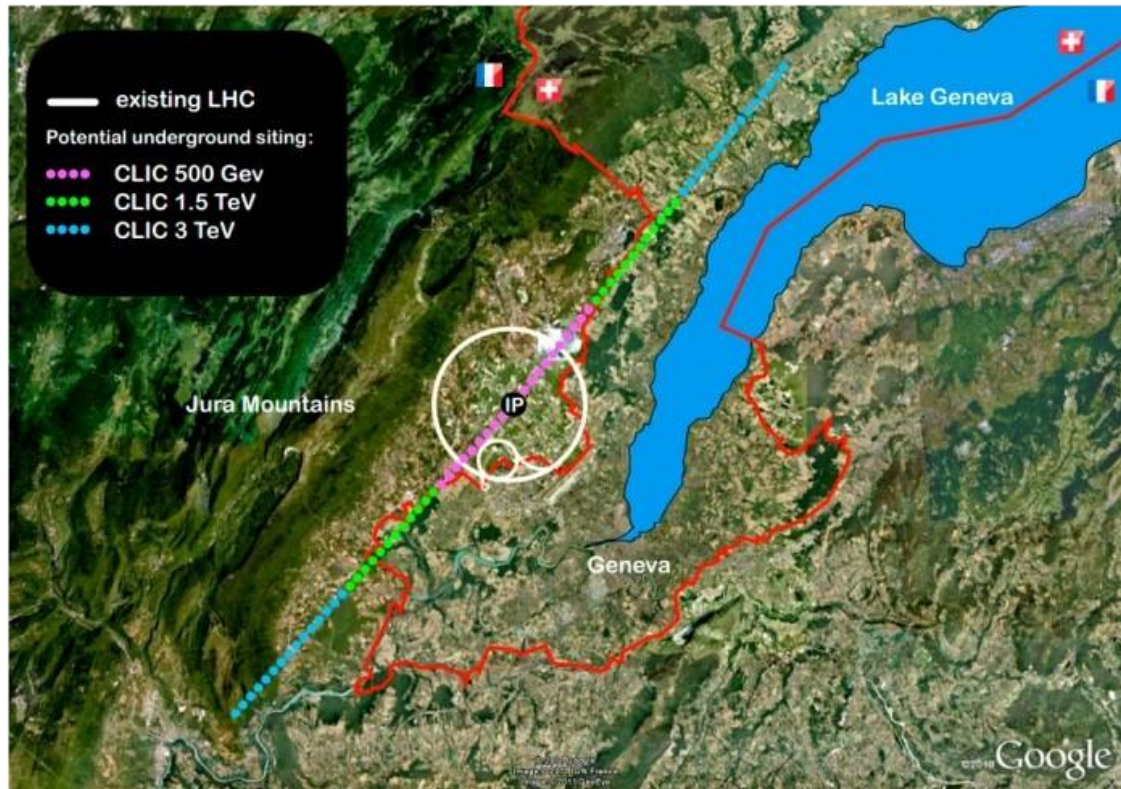 existing LHC
Potential underground siting:
CLIC 500 Gev
CLIC 1.5 TeV
CLIC 3 TeV
Lake Geneva
Jura Mountains
IP
Geneva
Google